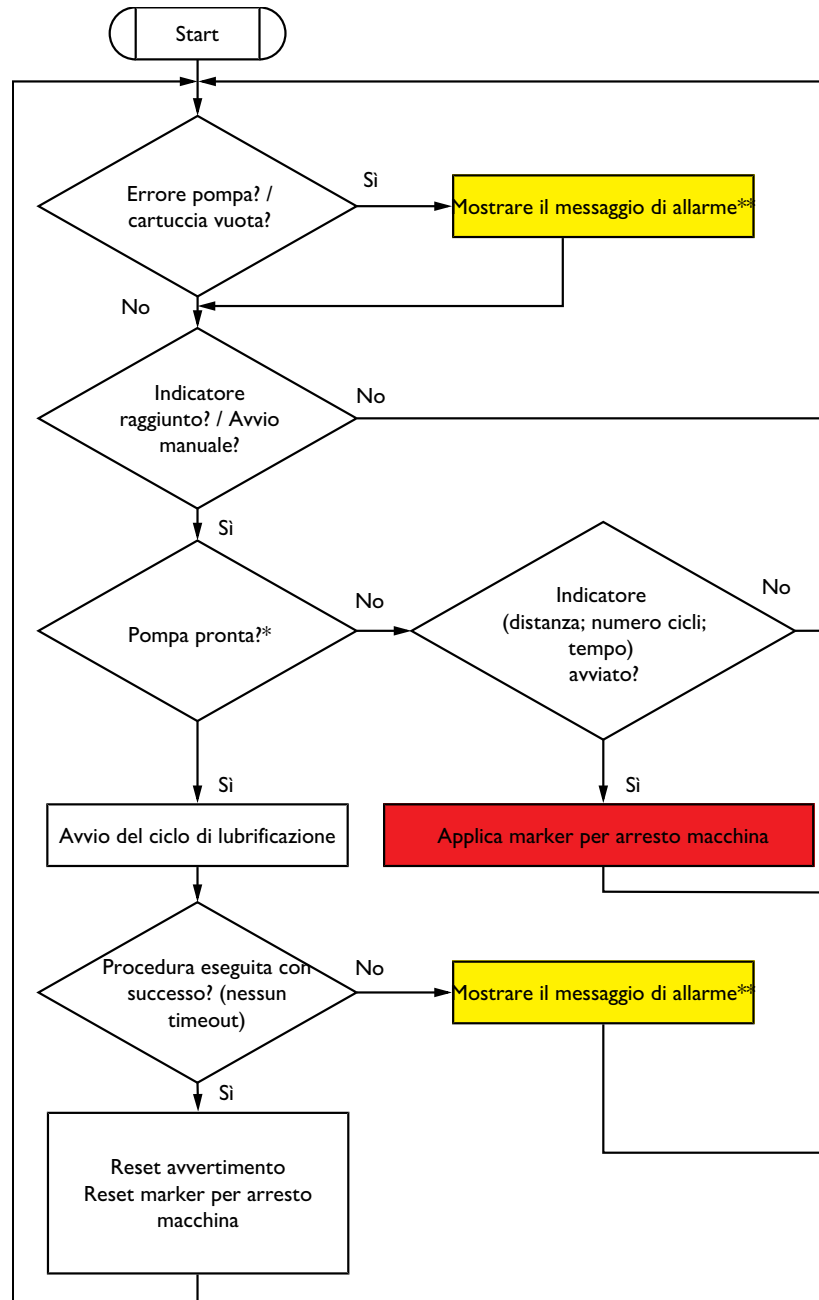 Start
Errore pompa? /
cartuccia vuota?
Sì
Mostrare il messaggio di allarme**
No
Indicatore
raggiunto? / Avvio
manuale?
No
Sì
Pompa pronta?*
No
Indicatore
(distanza; numero cicli;
tempo)
avviato?
No
Sì
Sì
Avvio del ciclo di lubrificazione
Applica marker per arresto macchina
Procedura eseguita con
successo? (nessun
timeout)
No
Mostrare il messaggio di allarme**
Sì
Reset avvertimento
Reset marker per arresto
macchina